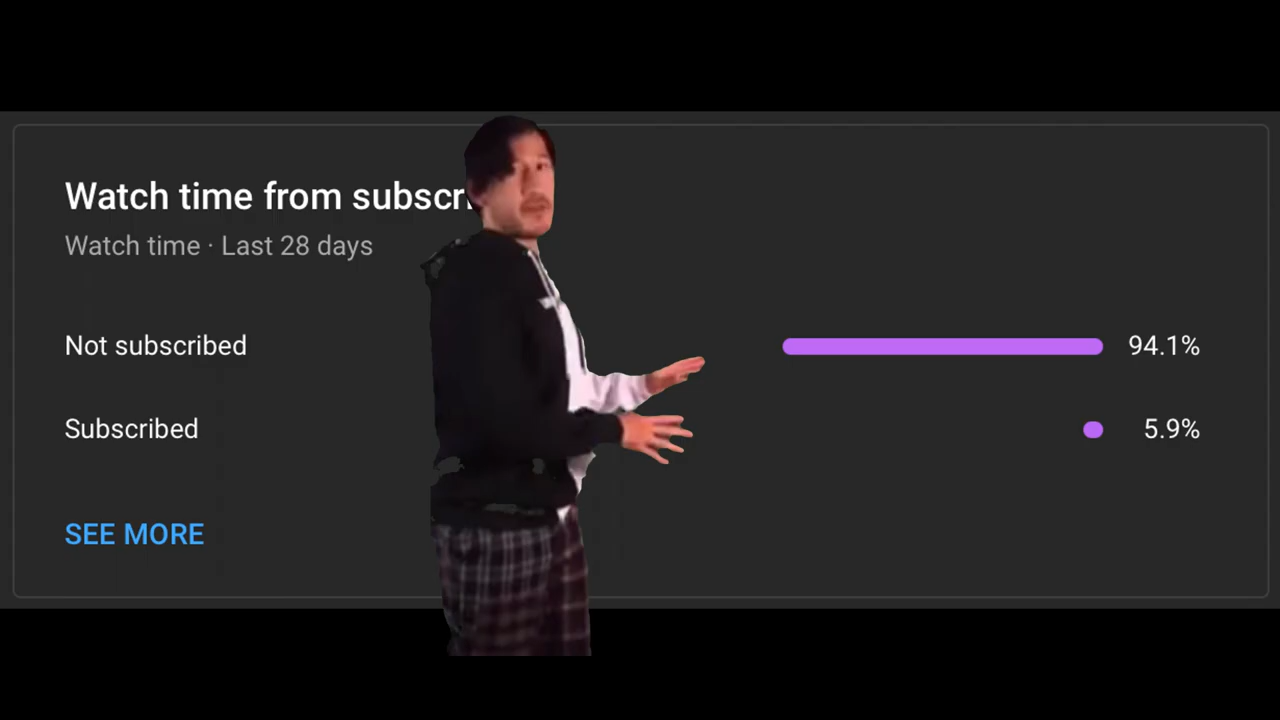 Watch time from subscr
Watch time · Last 28 days
Not subscribed 94.1%
Subscribed 5.9%
SEE MORE